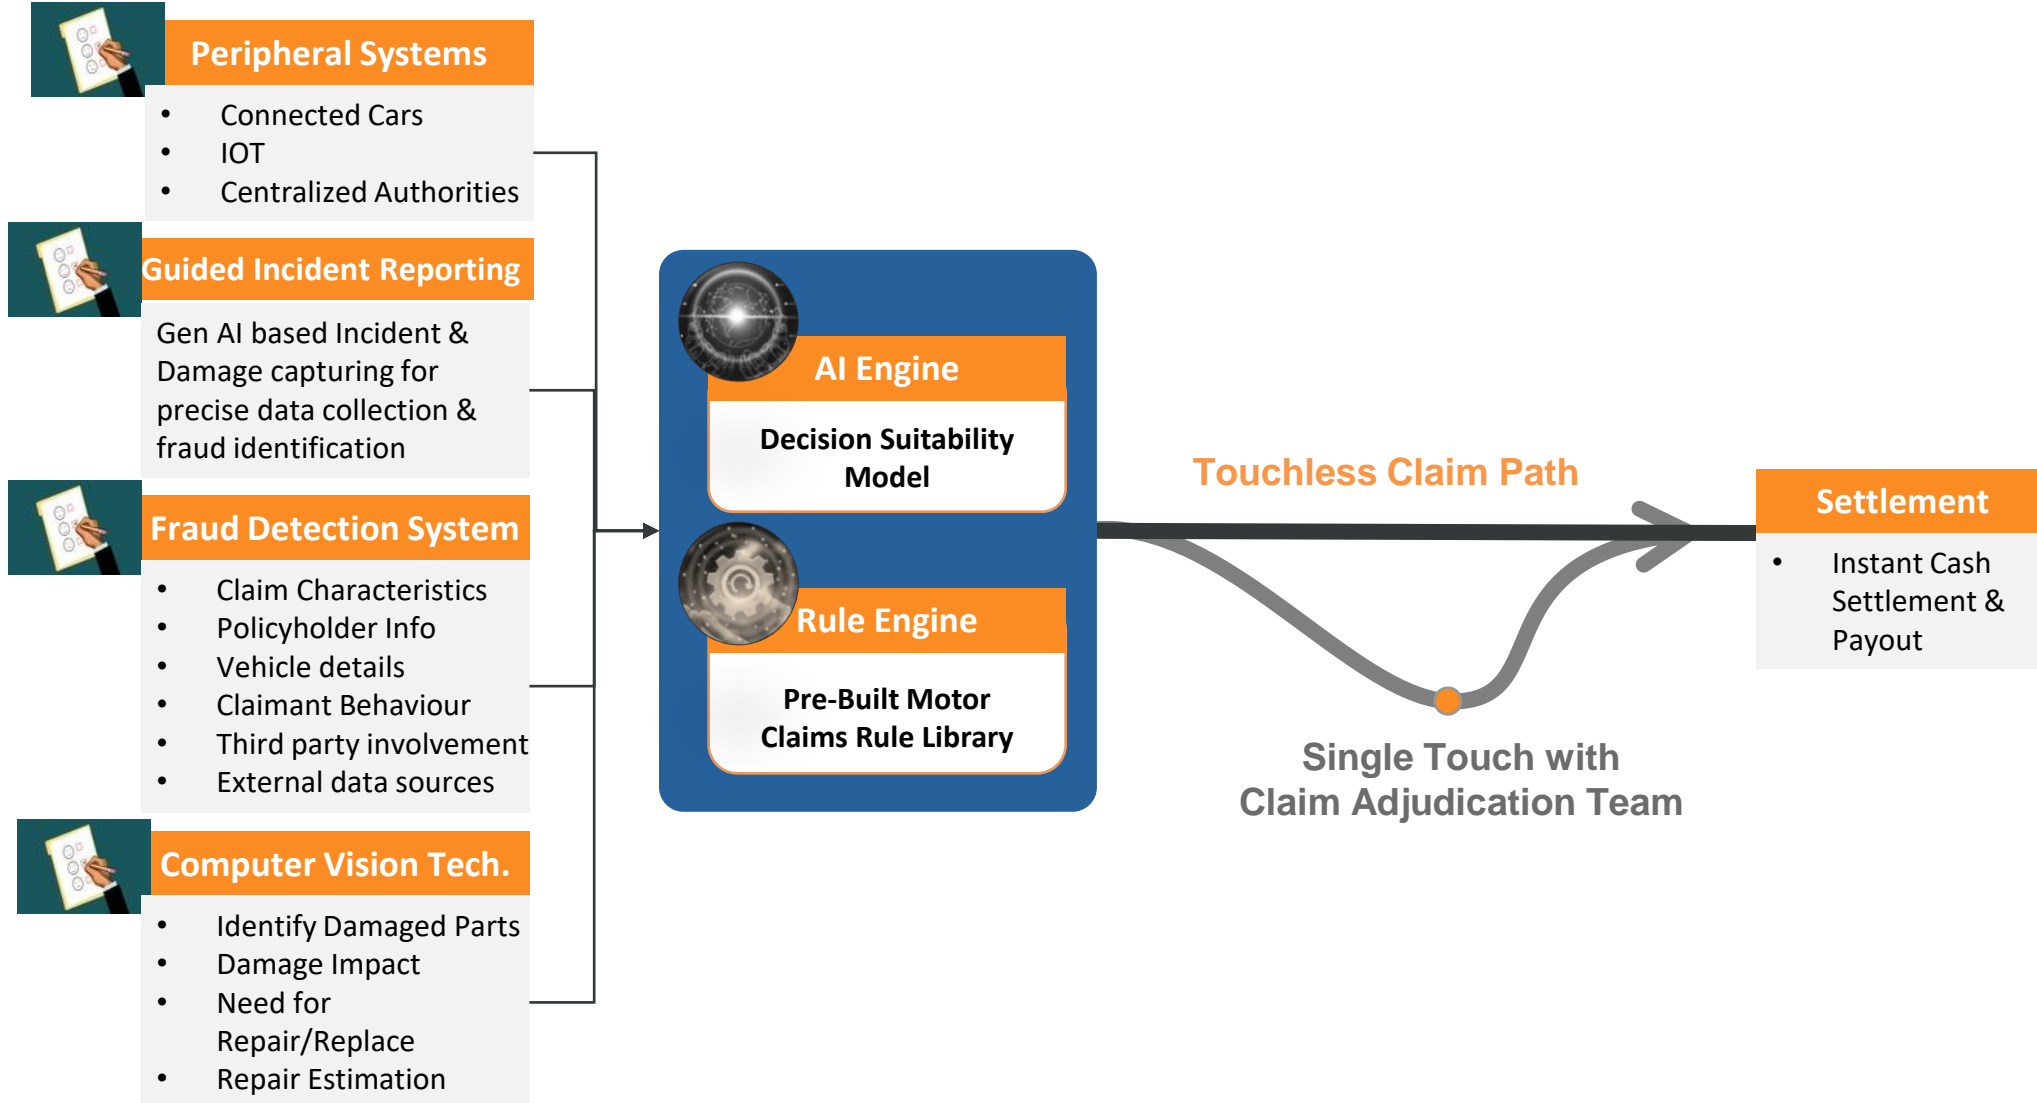 Peripheral Systems
• Connected Cars
• IOT
• Centralized Authorities
Guided Incident Reporting
Gen AI based Incident &
Damage capturing for
precise data collection &
fraud identification
Fraud Detection System
• Claim Characteristics
• Policyholder Info
• Vehicle details
• Claimant Behaviour
• Third party involvement
• External data sources
Computer Vision Tech.
• Identify Damaged Parts
• Damage Impact
• Need for
Repair/Replace
• Repair Estimation
AI Engine
Decision Suitability
Model
Rule Engine
Pre-Built Motor
Claims Rule Library
Touchless Claim Path
Single Touch with
Claim Adjudication Team
Settlement
• Instant Cash
Settlement &
Payout